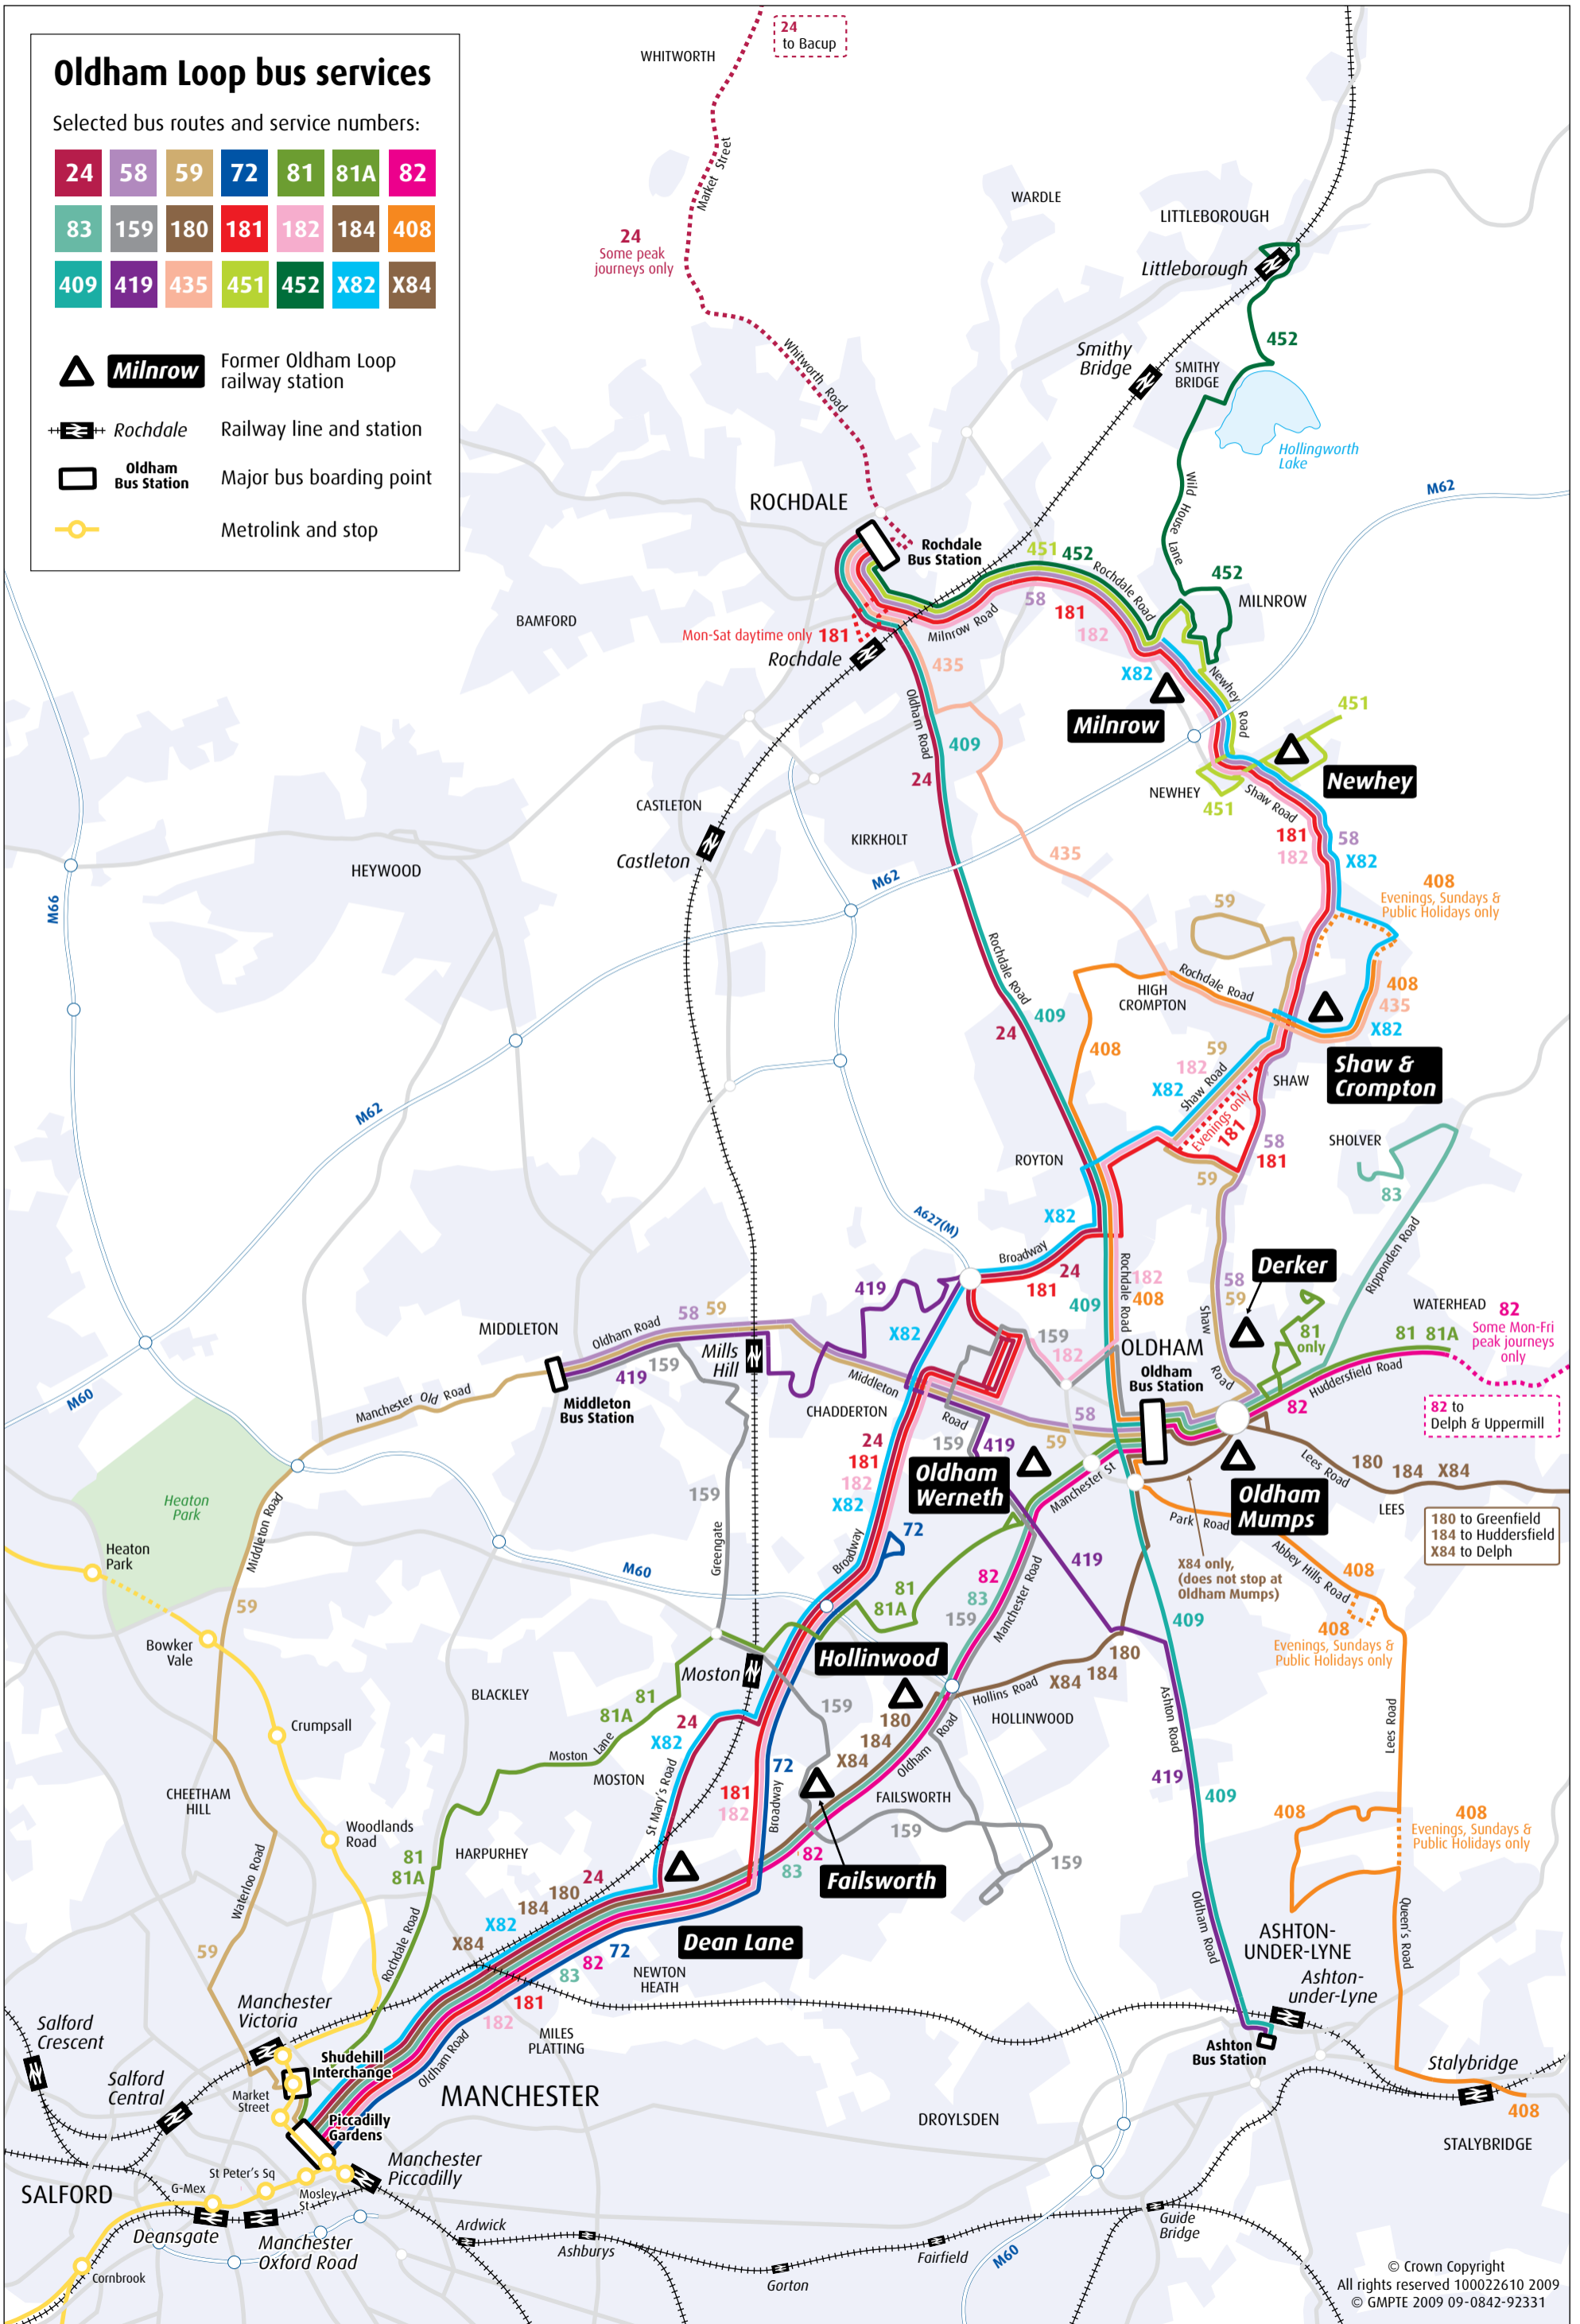 Oldham Loop bus services
Selected bus routes and service numbers:
24 58 59 72 81 81A 82
83 159 180 181 182 184 408
409 419 435 451 452 X82 X84
Milnrow
Former Oldham Loop
railway station
Rochdale
Railway line and station
Oldham
Bus Station
Major bus boarding point
Metrolink and stop
24
to Bacup
WHITWORTH
Market Street
24
Some peak
journeys only
Whitworth Road
WARDLE
LITTLEBOROUGH
Littleborough
452
Smithy
Bridge
SMITHY
BRIDGE
Hollingworth
Lake
Wild House Lane
M62
ROCHDALE
Rochdale
Bus Station
451 452
Rochdale Road
452
MILNROW
58
181
182
Milnrow Road
BAMFORD
Mon-Sat daytime only 181
Rochdale
435
X82
Milnrow
Newhey Road
451
Newhey
NEWHEY
451
Shaw Road
Oldham Road
409
24
CASTLETON
Castleton
KIRKHOLT
M62
435
181
182
58
X82
HEYWOOD
M66
59
408
Evenings, Sundays &
Public Holidays only
Rochdale Road
409
24
HIGH
CROMPTON
Rochdale Road
408
435
X82
408
59
182
X82
Shaw Road
Evenings only
181
SHAW
Shaw &
Crompton
M62
58
181
59
SHOLVER
83
ROYTON
X82
A627(M)
Broadway
24
181
409
Rochdale Road
182
408
58
59
Shaw
Road
Derker
81
only
Ripponden Road
WATERHEAD
82
Some Mon-Fri
peak journeys
only
81 81A
Huddersfield Road
82
82 to
Delph & Uppermill
419
X82
159
182
OLDHAM
Oldham
Bus Station
MIDDLETON
Oldham Road
58 59
Mills
Hill
159
419
Middleton
Bus Station
Manchester Old Road
M60
CHADDERTON
Middleton
Road
58
59
159
419
24
181
182
X82
Oldham
Werneth
Manchester St
Oldham
Mumps
Lees Road
180 184 X84
LEES
180 to Greenfield
184 to Huddersfield
X84 to Delph
Park Road
Abbey Hills Road
X84 only,
(does not stop at
Oldham Mumps)
408
408
Evenings, Sundays &
Public Holidays only
Heaton
Park
Heaton
Park
Middleton Road
59
159
Greengate
M60
Broadway
72
81
81A
82
83
159
Manchester Road
419
409
Bowker
Vale
BLACKLEY
Moston
Hollinwood
180
184
X84
Hollins Road
HOLLINWOOD
Ashton Road
Lees Road
Crumpsall
81
81A
24
X82
159
180
184
X84
Oldham
Road
Moston
Lane
MOSTON
St Mary's Road
72
181
182
Broadway
FAILSWORTH
159
159
419
409
408
408
Evenings, Sundays &
Public Holidays only
CHEETHAM
HILL
Woodlands
Road
HARPURHEY
81
81A
82
83
Failsworth
24
180
184
X82
X84
Dean Lane
72
82
83
181
182
NEWTON
HEATH
Waterloo Road
59
Rochdale Road
Oldham Road
Queen's Road
ASHTON-
UNDER-LYNE
Ashton-
under-Lyne
Ashton
Bus Station
Manchester
Victoria
Salford
Crescent
Salford
Central
Shudehill
Interchange
Market
Street
Oldham Road
MILES
PLATTING
MANCHESTER
Piccadilly
Gardens
Manchester
Piccadilly
St Peter's Sq
G-Mex
Mosley
St
SALFORD
Deansgate
Manchester
Oxford Road
Cornbrook
Ardwick
Ashburys
Gorton
Fairfield
DROYLSDEN
Guide
Bridge
M60
Stalybridge
408
STALYBRIDGE
© Crown Copyright
All rights reserved 100022610 2009
© GMPTE 2009 09-0842-92331